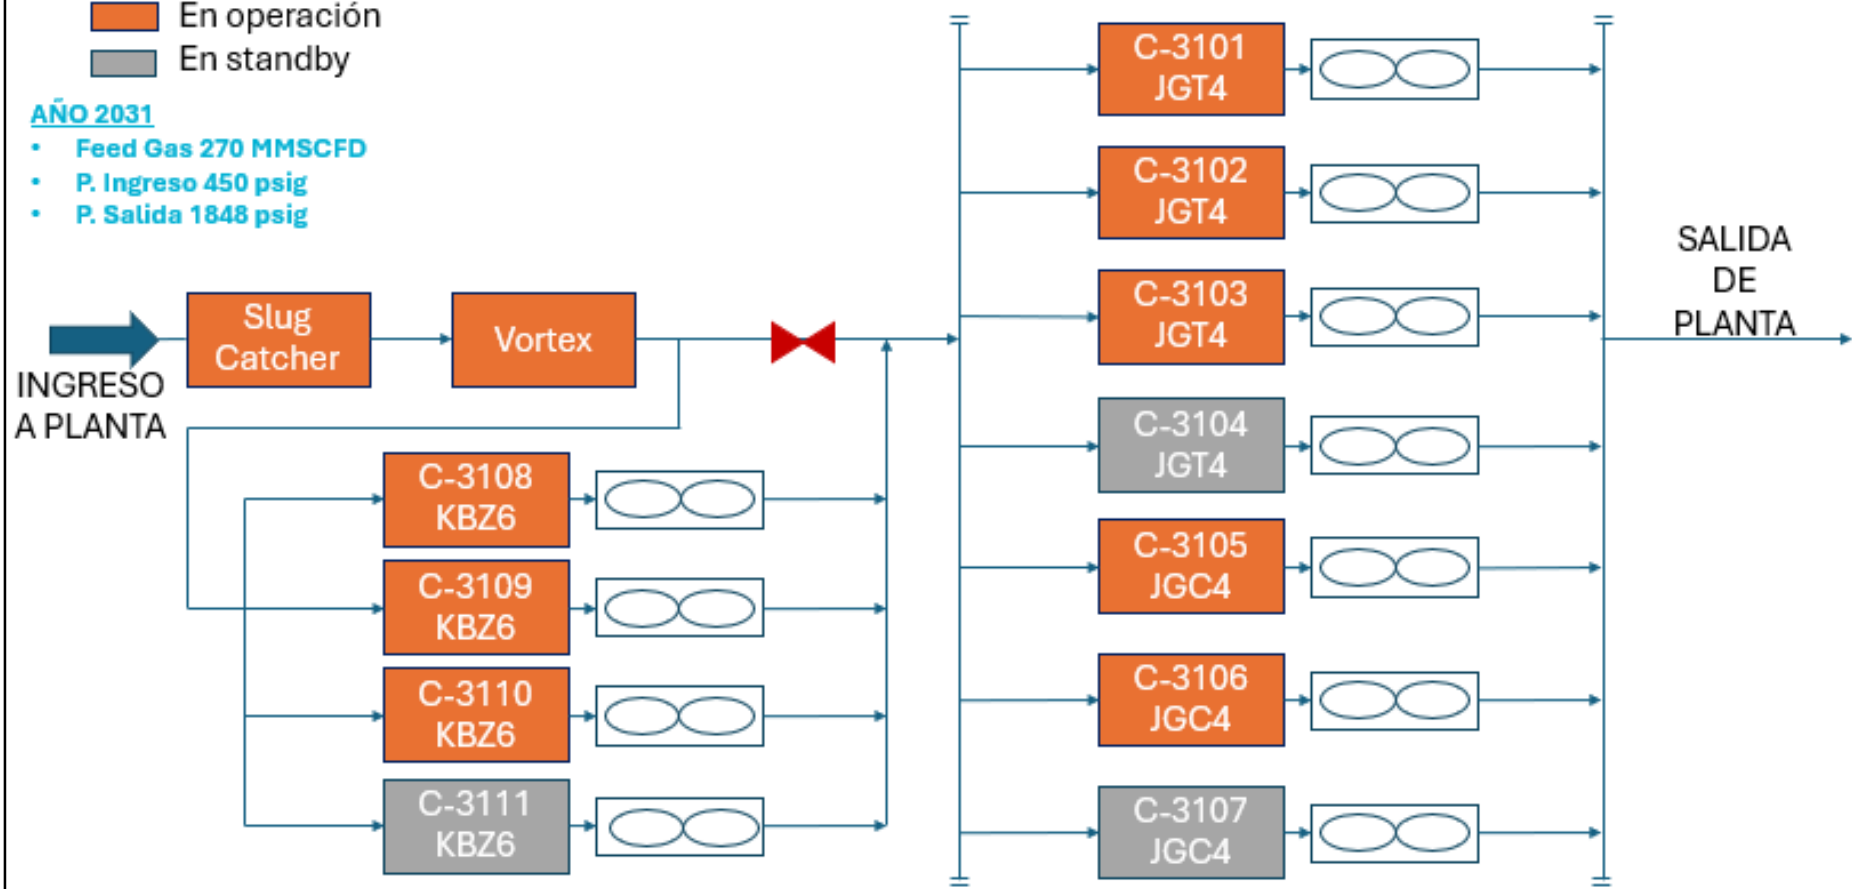 En operación
En standby
AÑO 2031
• Feed Gas 270 MMSCFD
• P. Ingreso 450 psig
• P. Salida 1848 psig
INGRESO
A PLANTA
Slug
Catcher
Vortex
C-3108
KBZ6
C-3109
KBZ6
C-3110
KBZ6
C-3111
KBZ6
C-3101
JGT4
C-3102
JGT4
C-3103
JGT4
C-3104
JGT4
C-3105
JGC4
C-3106
JGC4
C-3107
JGC4
SALIDA
DE
PLANTA